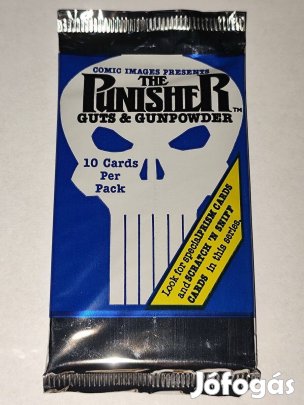 COMIC IMAGES PRESENTS
THE
PUNISHER™
GUTS & GUNPOWDER
10 Cards
Per
Pack
Look for special PRISM CARDS
and SCRATCH 'N SNIFF
CARDS in this series.
Jófogás